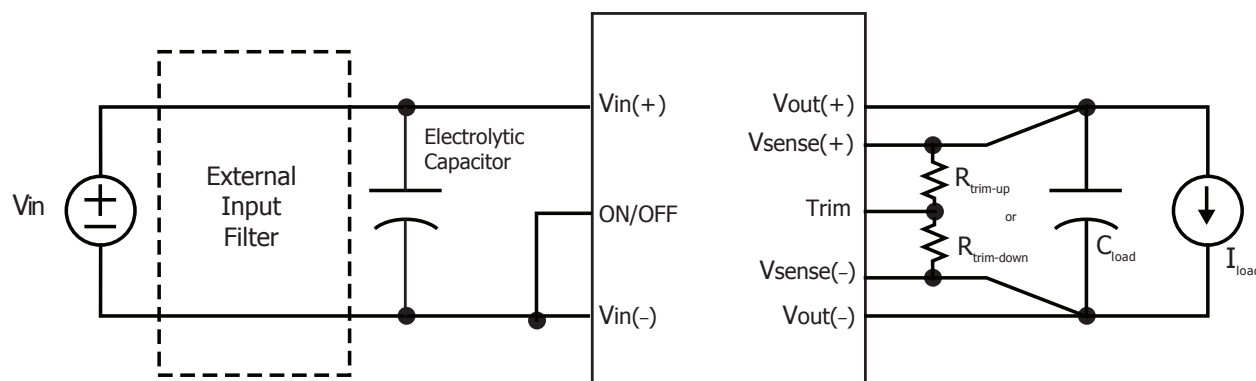 Vin
External
Input
Filter
Electrolytic
Capacitor
Vin(+)
ON/OFF
Vin(–)
Vout(+)
Vsense(+)
Trim
Vsense(–)
Vout(–)
Rtrim-up
or
Rtrim-down
Cload
Iload